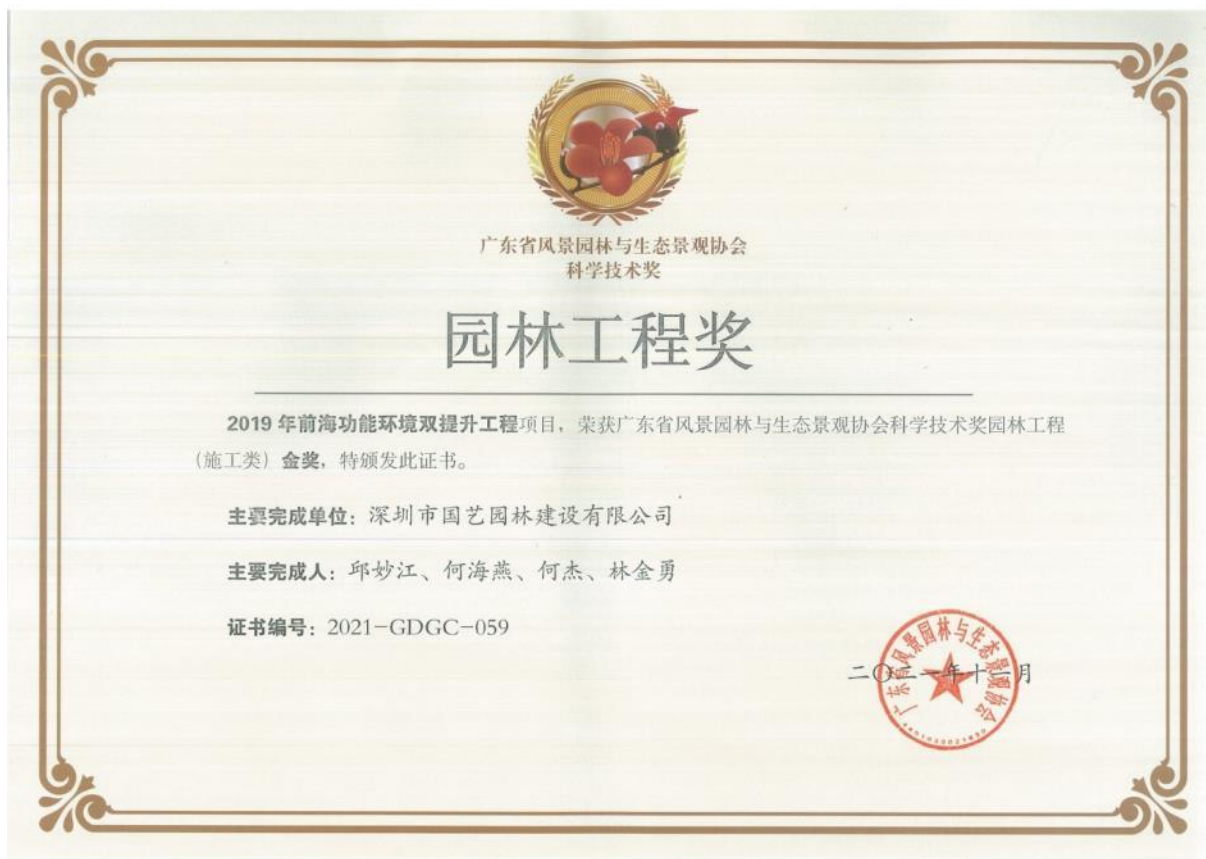 广东省风景园林与生态景观协会
科学技术奖
园林工程奖
2019 年前海功能环境双提升工程项目，荣获广东省风景园林与生态景观协会科学技术奖园林工程
（施工类）金奖，特颁发此证书。
主要完成单位：深圳市国艺园林建设有限公司
主要完成人：邱妙江、何海燕、何杰、林金勇
证书编号：2021-GDGC-059
二〇二一年十一月
广东省风景园林与生态景观协会